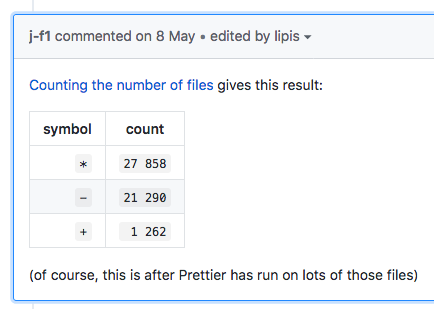 j-f1 commented on 8 May • edited by lipis
Counting the number of files gives this result:
symbol count
* 27 858
− 21 290
+ 1 262
(of course, this is after Prettier has run on lots of those files)